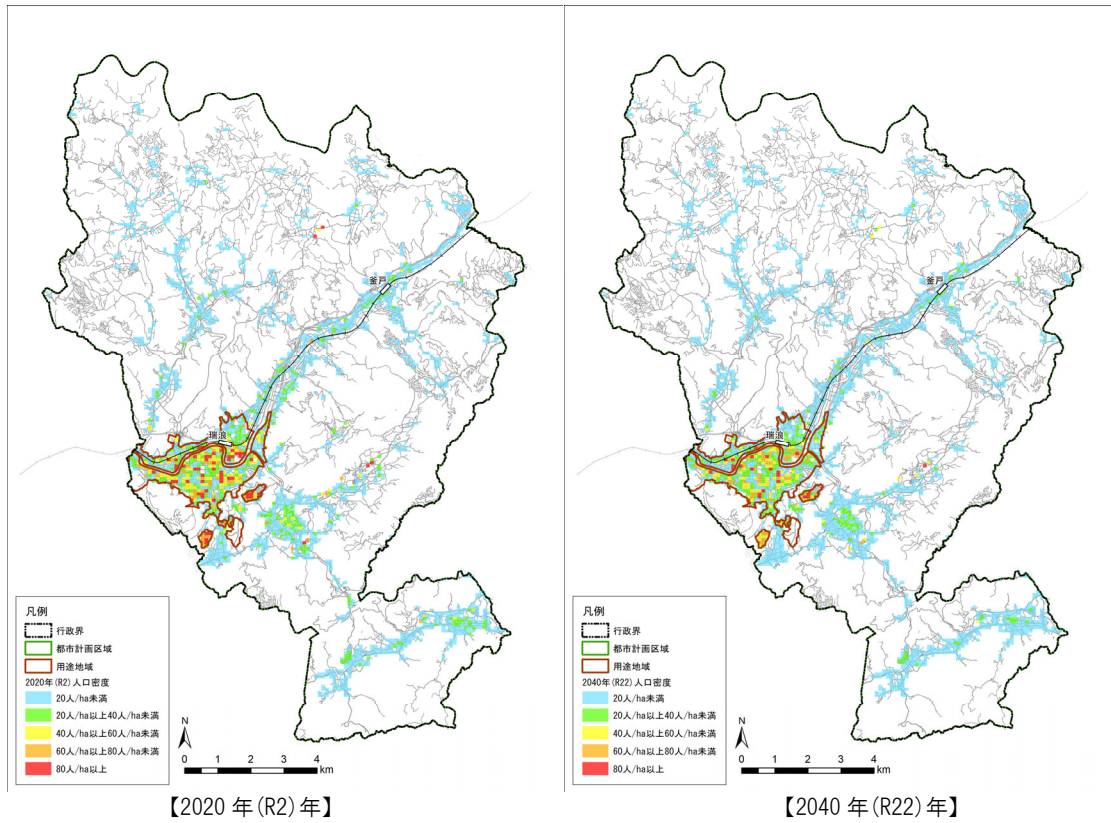 釜戸
瑞浪
凡例
行政界
都市計画区域
用途地域
2020年(R2)人口密度
20人/ha未満
20人/ha以上40人/ha未満
40人/ha以上60人/ha未満
60人/ha以上80人/ha未満
80人/ha以上
N
0 1 2 3 4
km
【2020年(R2)年】
釜戸
瑞浪
凡例
行政界
都市計画区域
用途地域
2040年(R22)人口密度
20人/ha未満
20人/ha以上40人/ha未満
40人/ha以上60人/ha未満
60人/ha以上80人/ha未満
80人/ha以上
N
0 1 2 3 4
km
【2040年(R22)年】